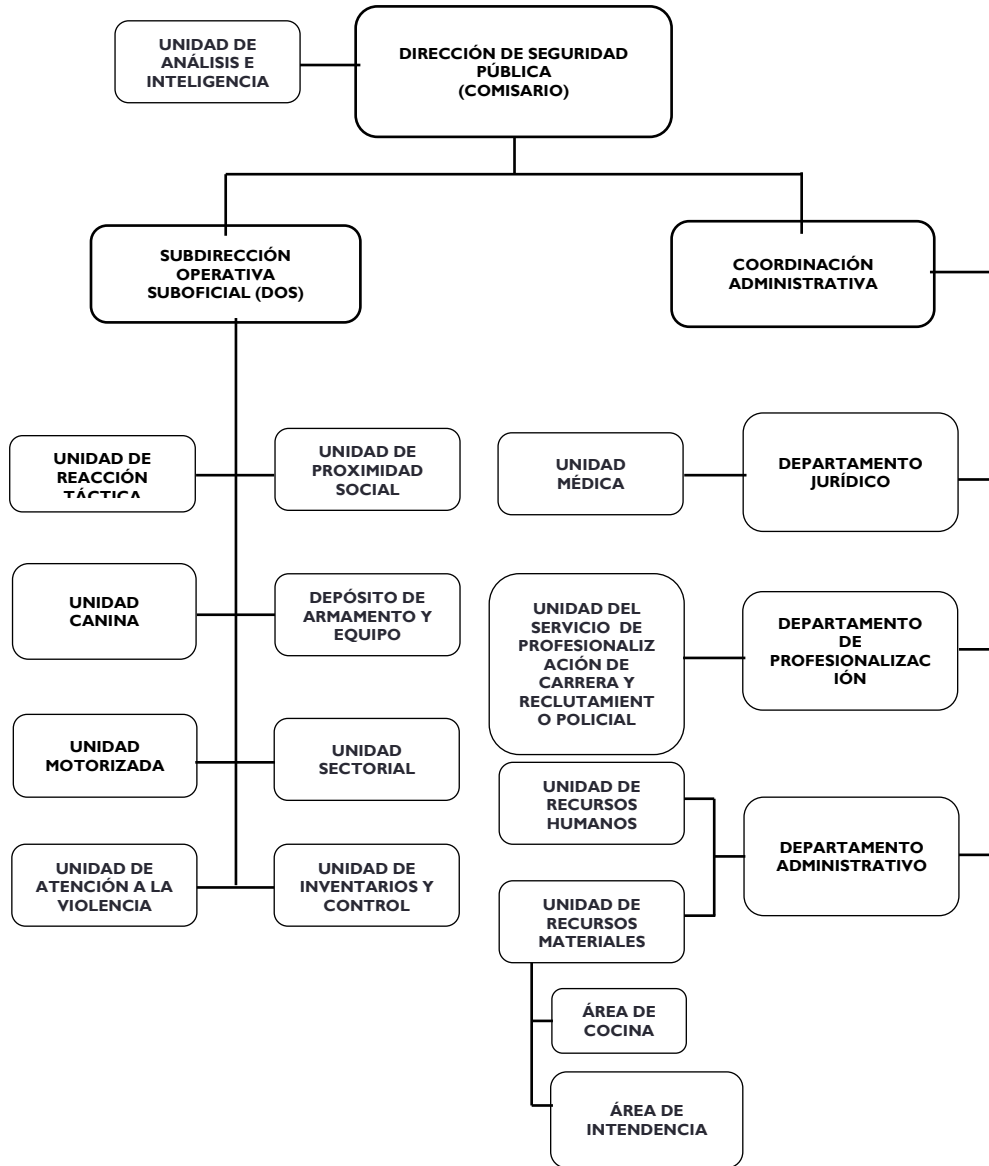 UNIDAD DE
ANÁLISIS E
INTELIGENCIA
DIRECCIÓN DE SEGURIDAD
PÚBLICA
(COMISARIO)
SUBDIRECCIÓN
OPERATIVA
SUBOFICIAL (DOS)
COORDINACIÓN
ADMINISTRATIVA
UNIDAD DE
REACCIÓN
TÁCTICA
UNIDAD DE
PROXIMIDAD
SOCIAL
UNIDAD
MÉDICA
DEPARTAMENTO
JURÍDICO
UNIDAD
CANINA
DEPÓSITO DE
ARMAMENTO Y
EQUIPO
UNIDAD DEL
SERVICIO DE
PROFESIONALIZ
ACIÓN DE
CARRERA Y
RECLUTAMIENT
O POLICIAL
DEPARTAMENTO
DE
PROFESIONALIZAC
IÓN
UNIDAD
MOTORIZADA
UNIDAD
SECTORIAL
UNIDAD DE
RECURSOS
HUMANOS
DEPARTAMENTO
ADMINISTRATIVO
UNIDAD DE
ATENCIÓN A LA
VIOLENCIA
UNIDAD DE
INVENTARIOS Y
CONTROL
UNIDAD DE
RECURSOS
MATERIALES
ÁREA DE
COCINA
ÁREA DE
INTENDENCIA